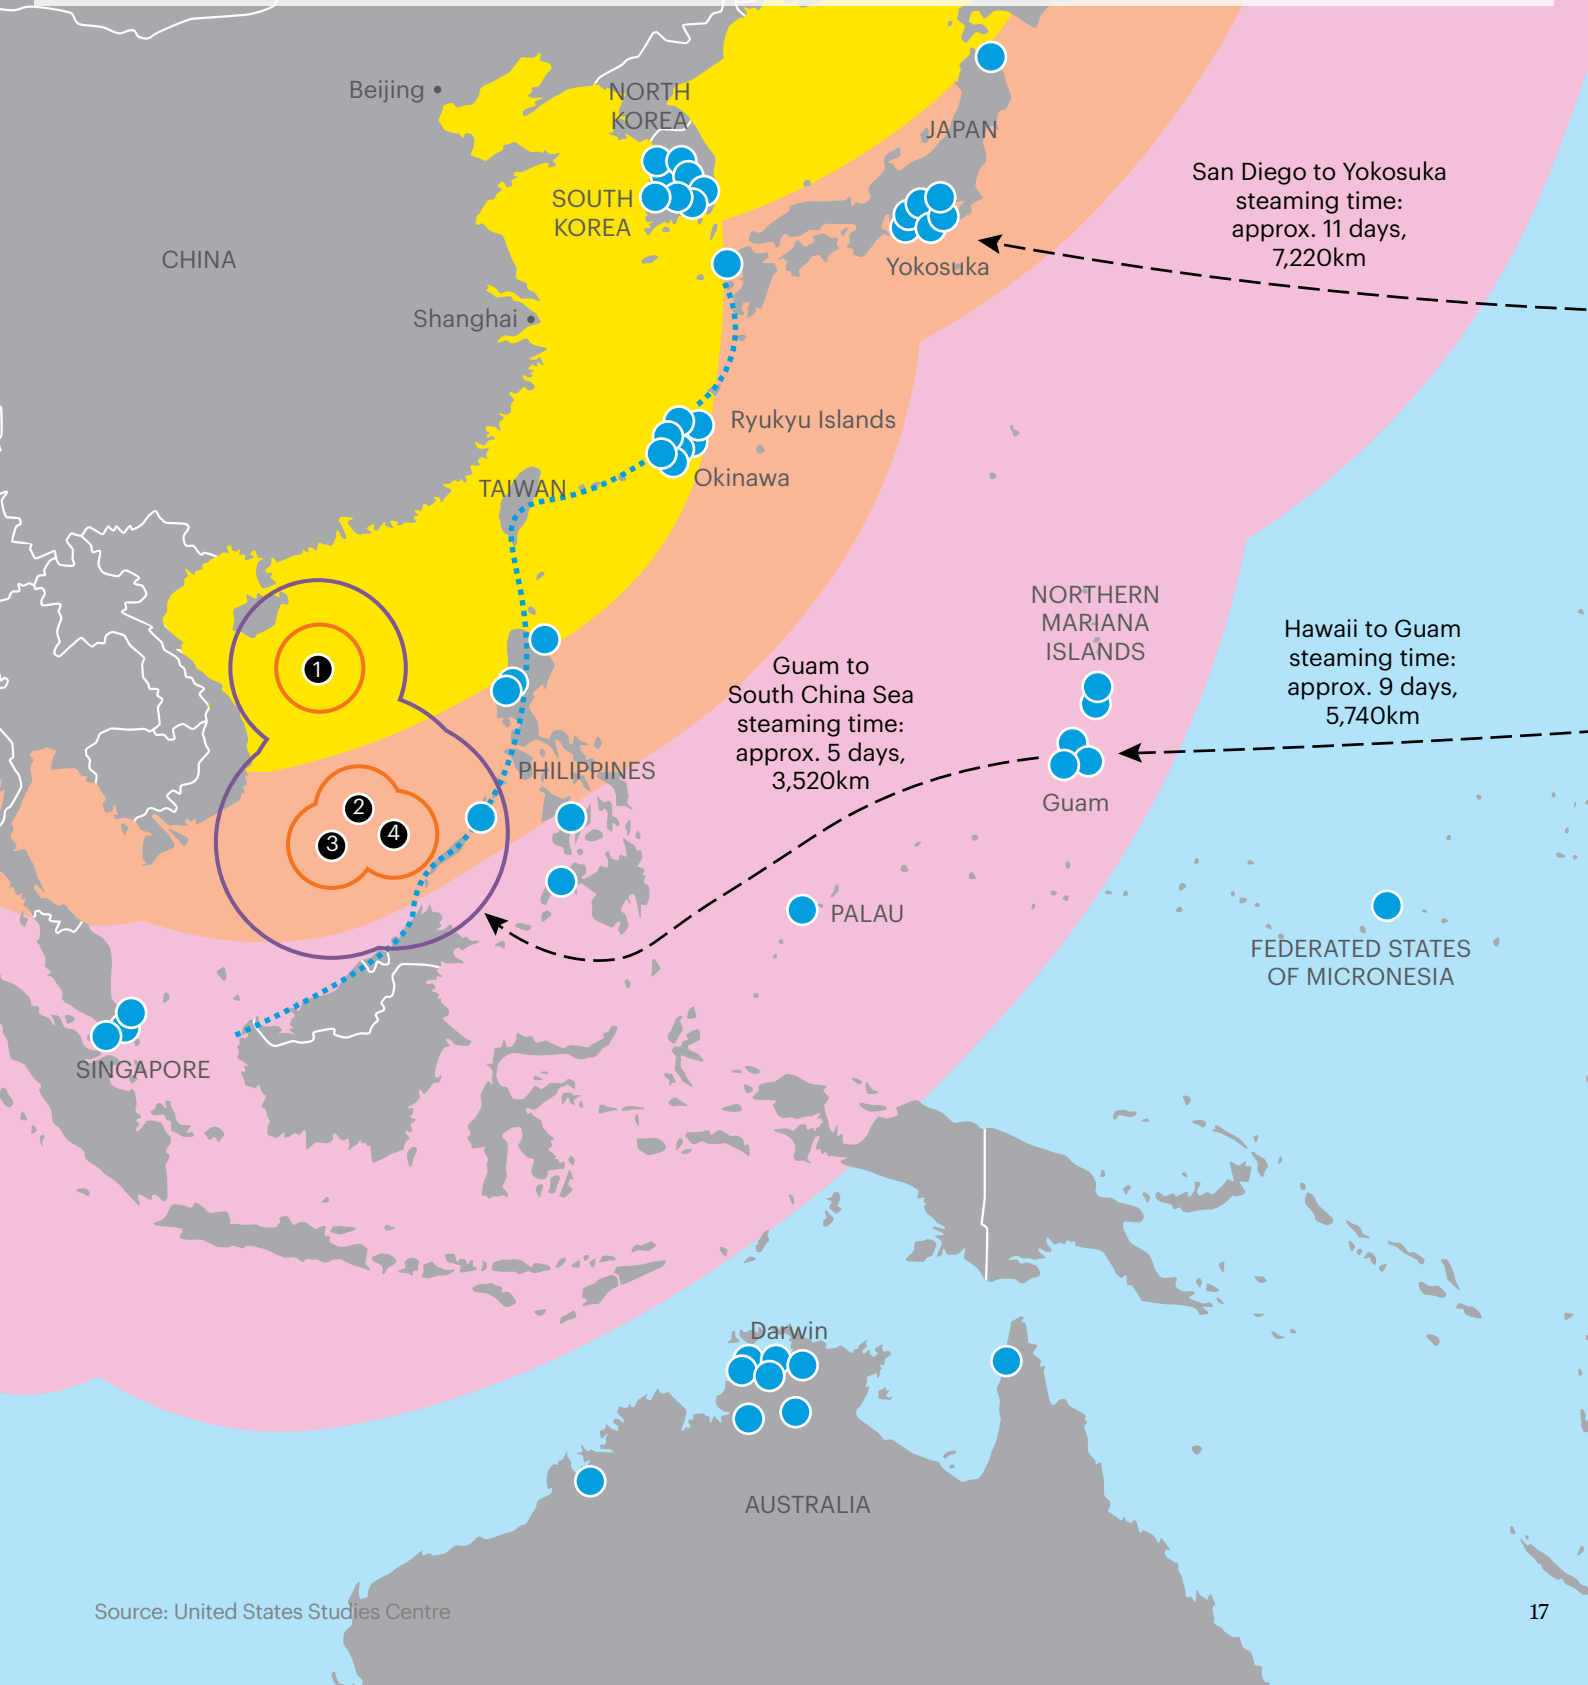 Beijing
NORTH
KOREA
JAPAN
San Diego to Yokosuka
steaming time:
approx. 11 days,
7,220km
SOUTH
KOREA
CHINA
Yokosuka
Shanghai
Ryukyu Islands
Okinawa
TAIWAN
NORTHERN
MARIANA
ISLANDS
Hawaii to Guam
steaming time:
approx. 9 days,
5,740km
Guam to
South China Sea
steaming time:
approx. 5 days,
3,520km
1
PHILIPPINES
2
3
4
Guam
PALAU
FEDERATED STATES
OF MICRONESIA
SINGAPORE
Darwin
AUSTRALIA
Source: United States Studies Centre
17